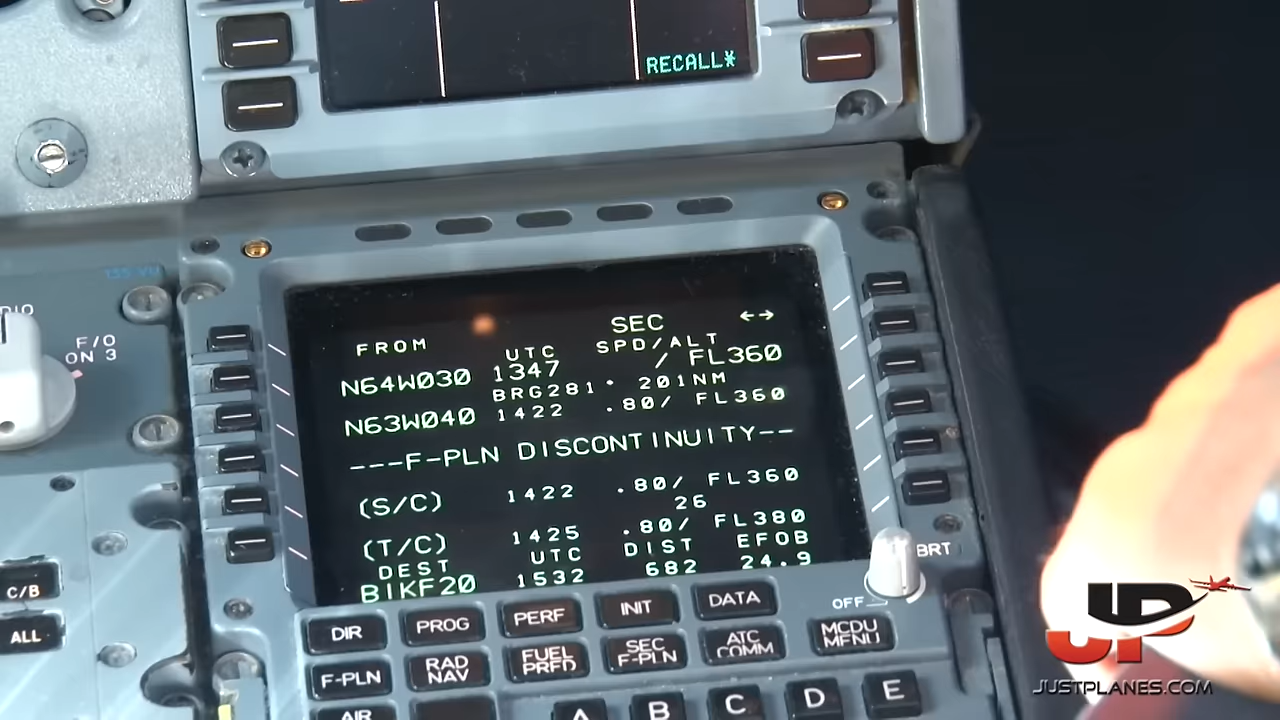 RECALL*
F/O
ON 3
SEC ←→
FROM UTC SPD/ALT
N64W030 1347 / FL360
BRG281° 201NM
N63W040 1422 .80/ FL360
---F-PLN DISCONTINUITY--
(S/C) 1422 .80/ FL360
26
(T/C) 1425 .80/ FL380
DEST UTC DIST EFOB
BIKF20 1532 682 24.9
BRT
OFF
DIR PROG PERF INIT DATA
MCDU
MENU
F-PLN
RAD
NAV
FUEL
PRED
SEC
F-PLN
ATC
COMM
AIR
A B C D E
C/B
ALL
JP
JUSTPLANES.COM